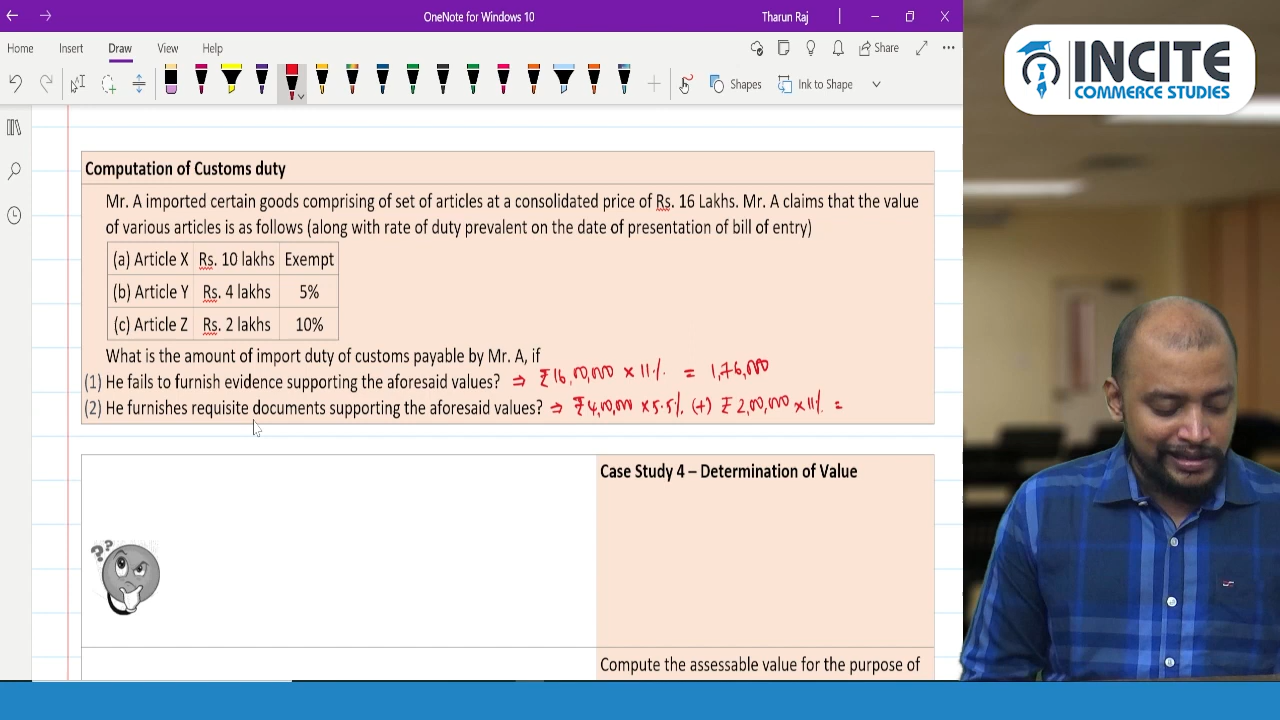 OneNote for Windows 10
Tharun Raj
Home Insert Draw View Help
Share
Shapes
Ink to Shape
INCITE
COMMERCE STUDIES
Computation of Customs duty
Mr. A imported certain goods comprising of set of articles at a consolidated price of Rs. 16 Lakhs. Mr. A claims that the value
of various articles is as follows (along with rate of duty prevalent on the date of presentation of bill of entry)
(a) Article X Rs. 10 lakhs Exempt
(b) Article Y Rs. 4 lakhs 5%
(c) Article Z Rs. 2 lakhs 10%
What is the amount of import duty of customs payable by Mr. A, if
(1) He fails to furnish evidence supporting the aforesaid values? ⇒ ₹16,00,000 × 11% = 1,76,000
(2) He furnishes requisite documents supporting the aforesaid values? ⇒ ₹4,00,000 × 5.5% (+) ₹2,00,000 × 11% =
Case Study 4 – Determination of Value
??
Compute the assessable value for the purpose of